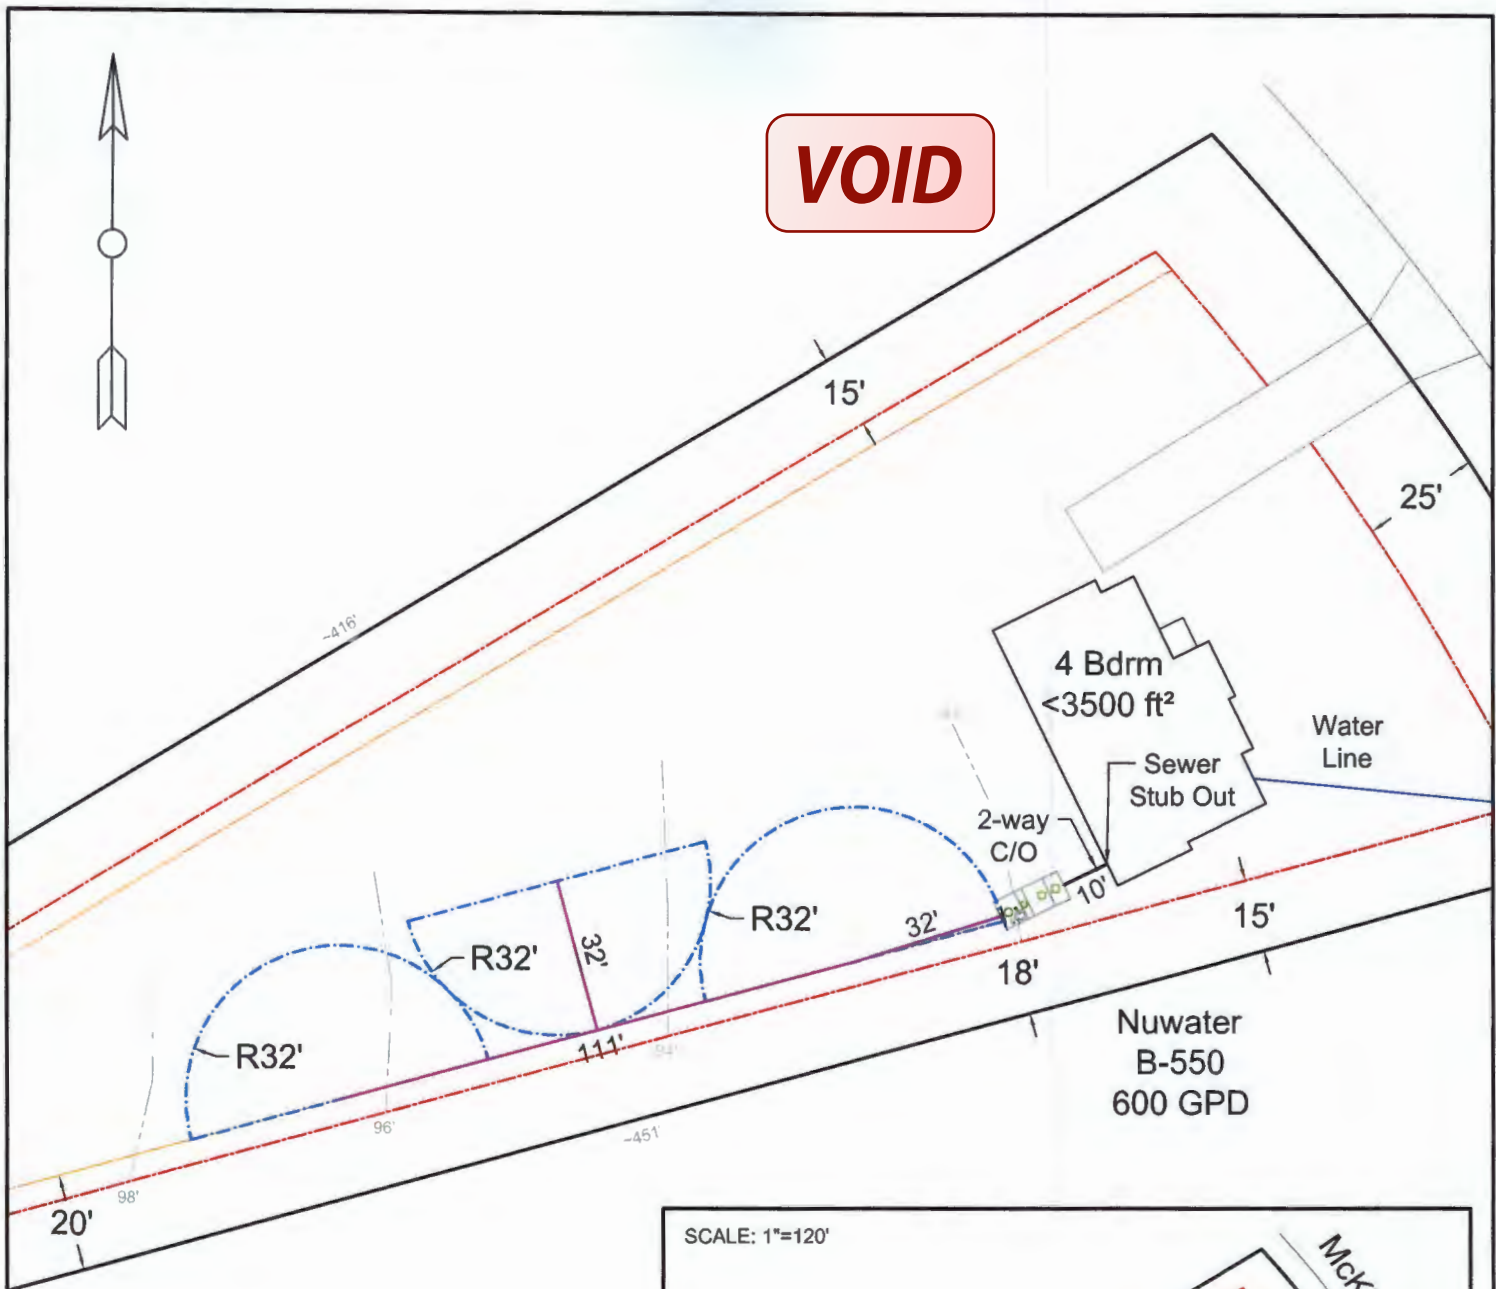 VOID
15'
25'
~416'
4 Bdrm
<3500 ft²
Water
Line
Sewer
Stub Out
2-way
C/O
10'
32'
R32'
R32'
32'
15'
18'
R32'
111'
94'
Nuwater
B-550
600 GPD
96'
~451'
98'
20'
SCALE: 1"=120'